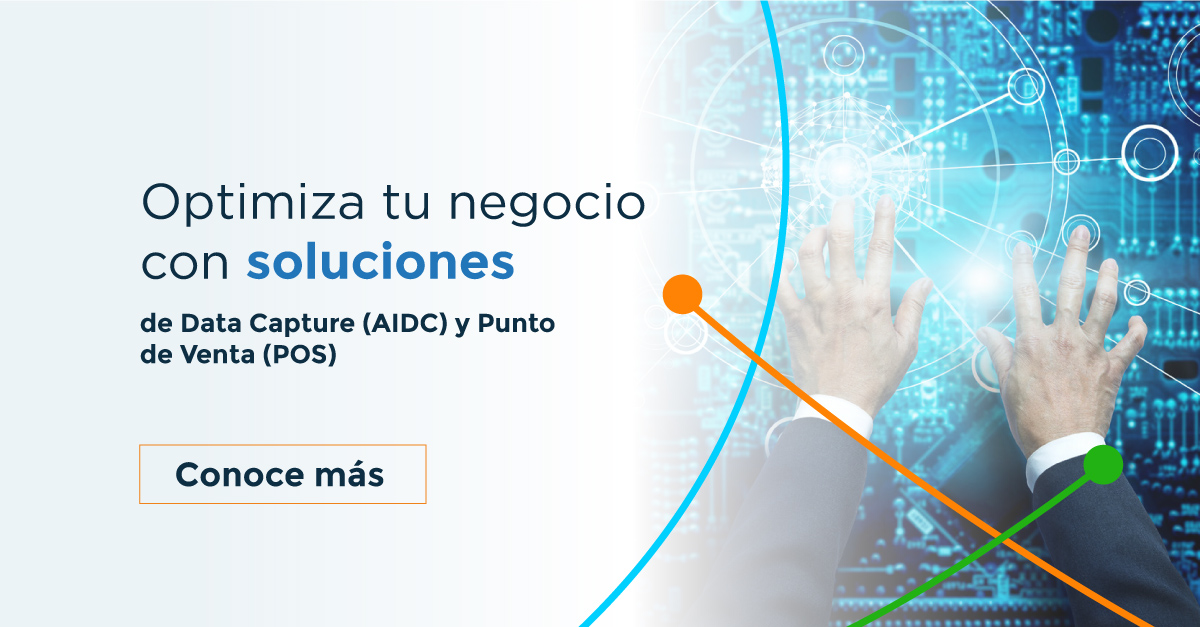 Optimiza tu negocio
con soluciones
de Data Capture (AIDC) y Punto
de Venta (POS)
Conoce más